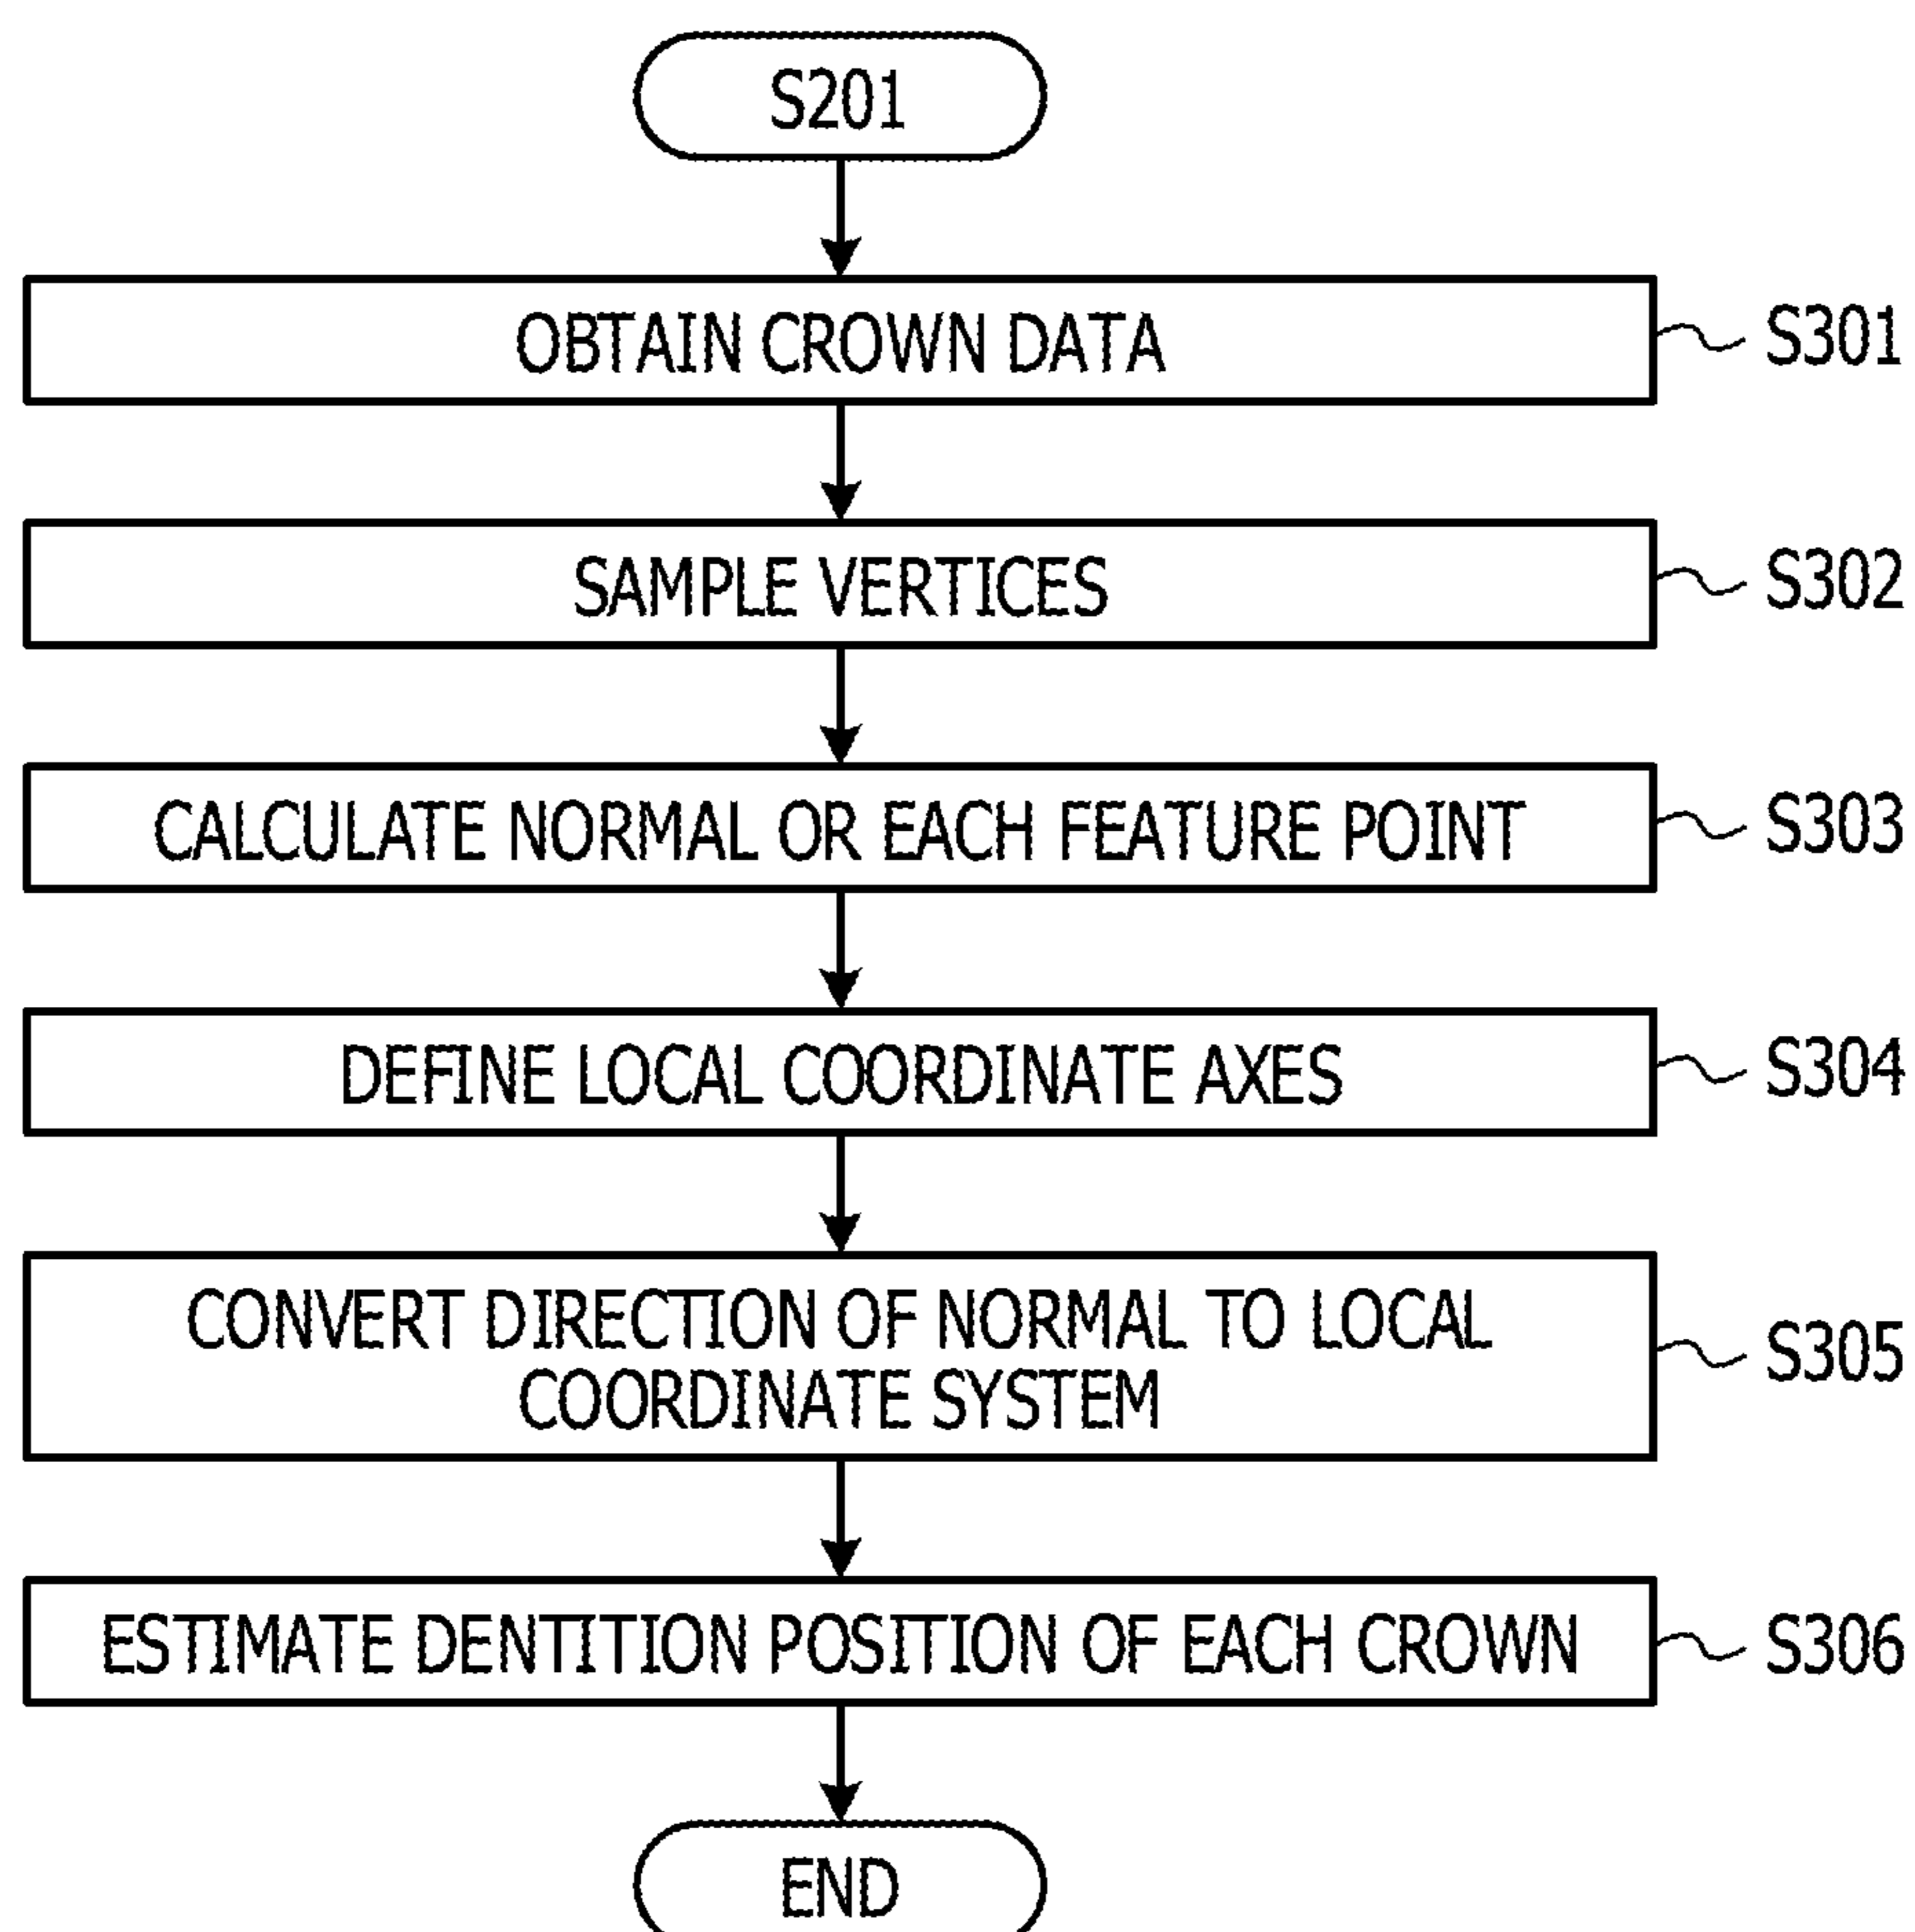 S201
OBTAIN CROWN DATA
S301
SAMPLE VERTICES
S302
CALCULATE NORMAL OR EACH FEATURE POINT
S303
DEFINE LOCAL COORDINATE AXES
S304
CONVERT DIRECTION OF NORMAL TO LOCAL
COORDINATE SYSTEM
S305
ESTIMATE DENTITION POSITION OF EACH CROWN
S306
END